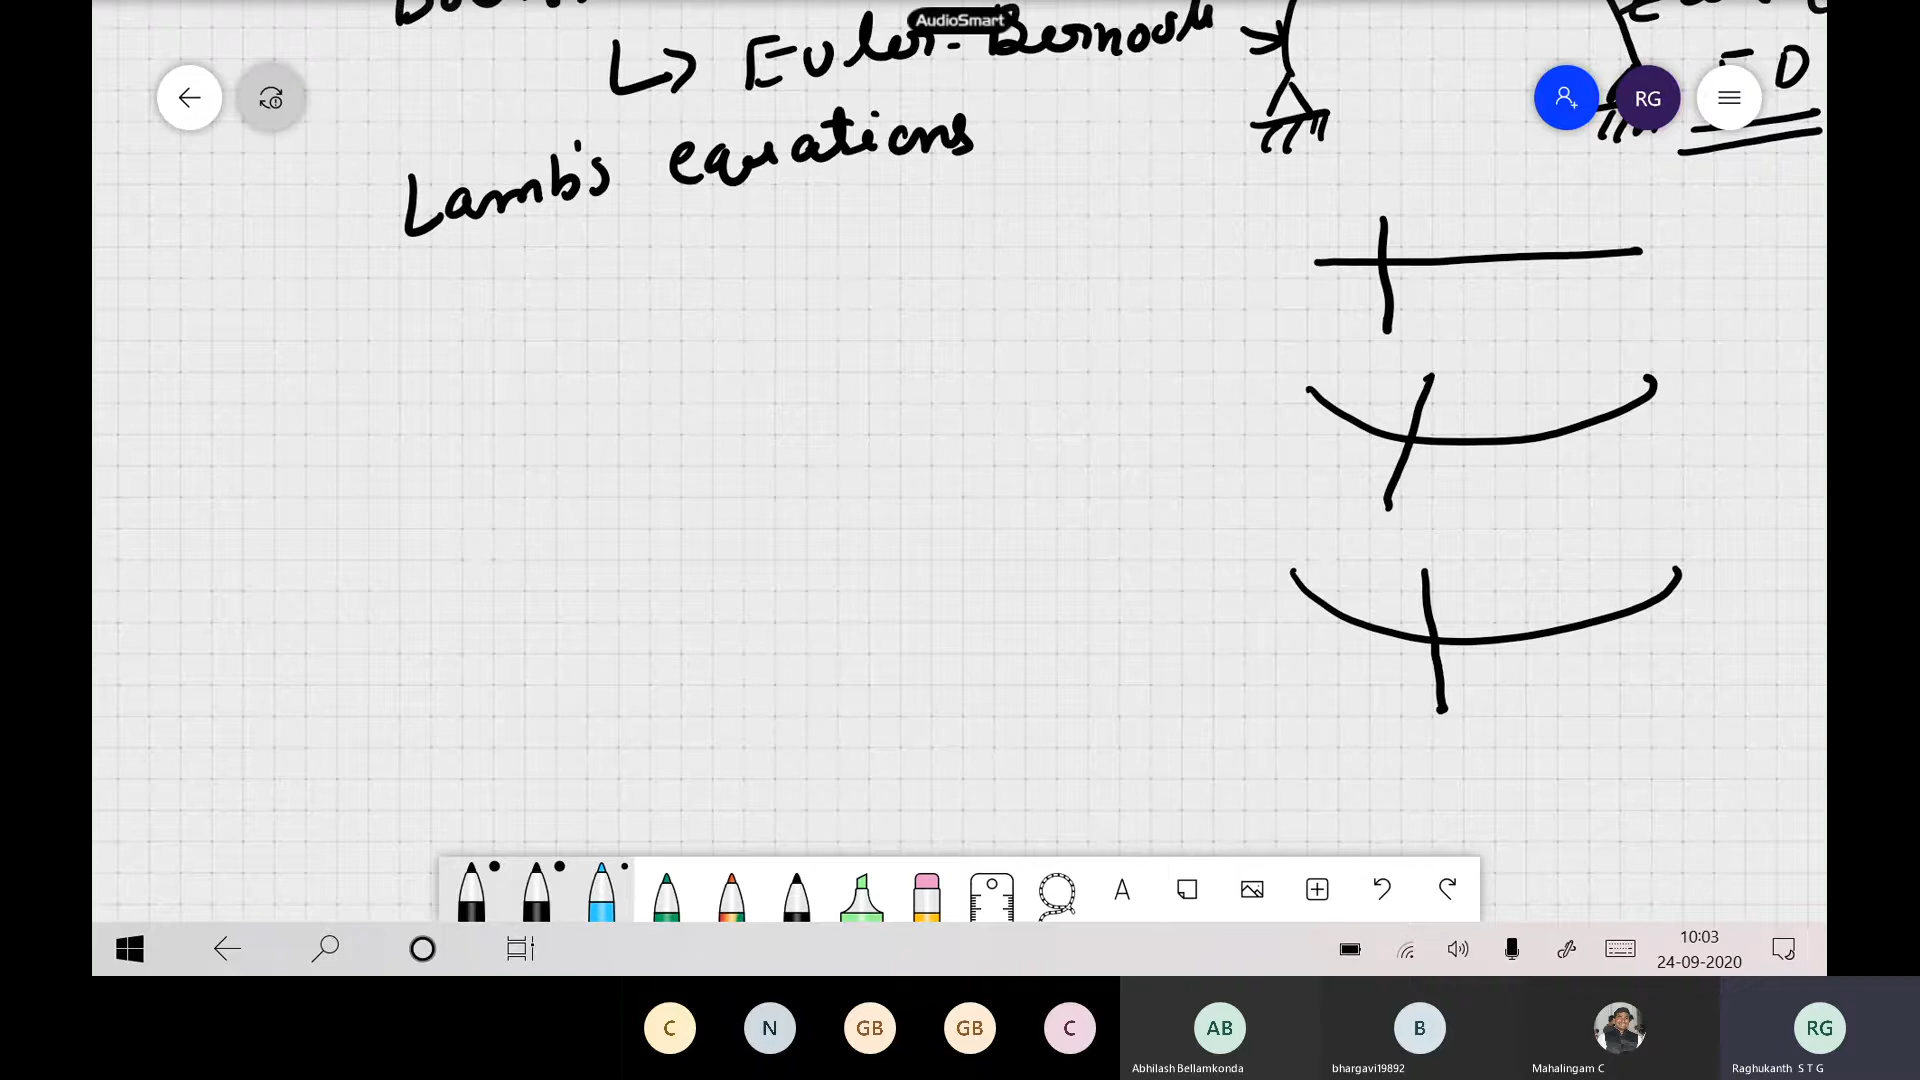 AudioSmart
↳ Euler-Bernoulli →
E D
RG
Lamb's equations
A
10:03
24-09-2020
C N GB GB C AB B RG
Abhilash Bellamkonda bhargavi19892 Mahalingam C Raghukanth S T G